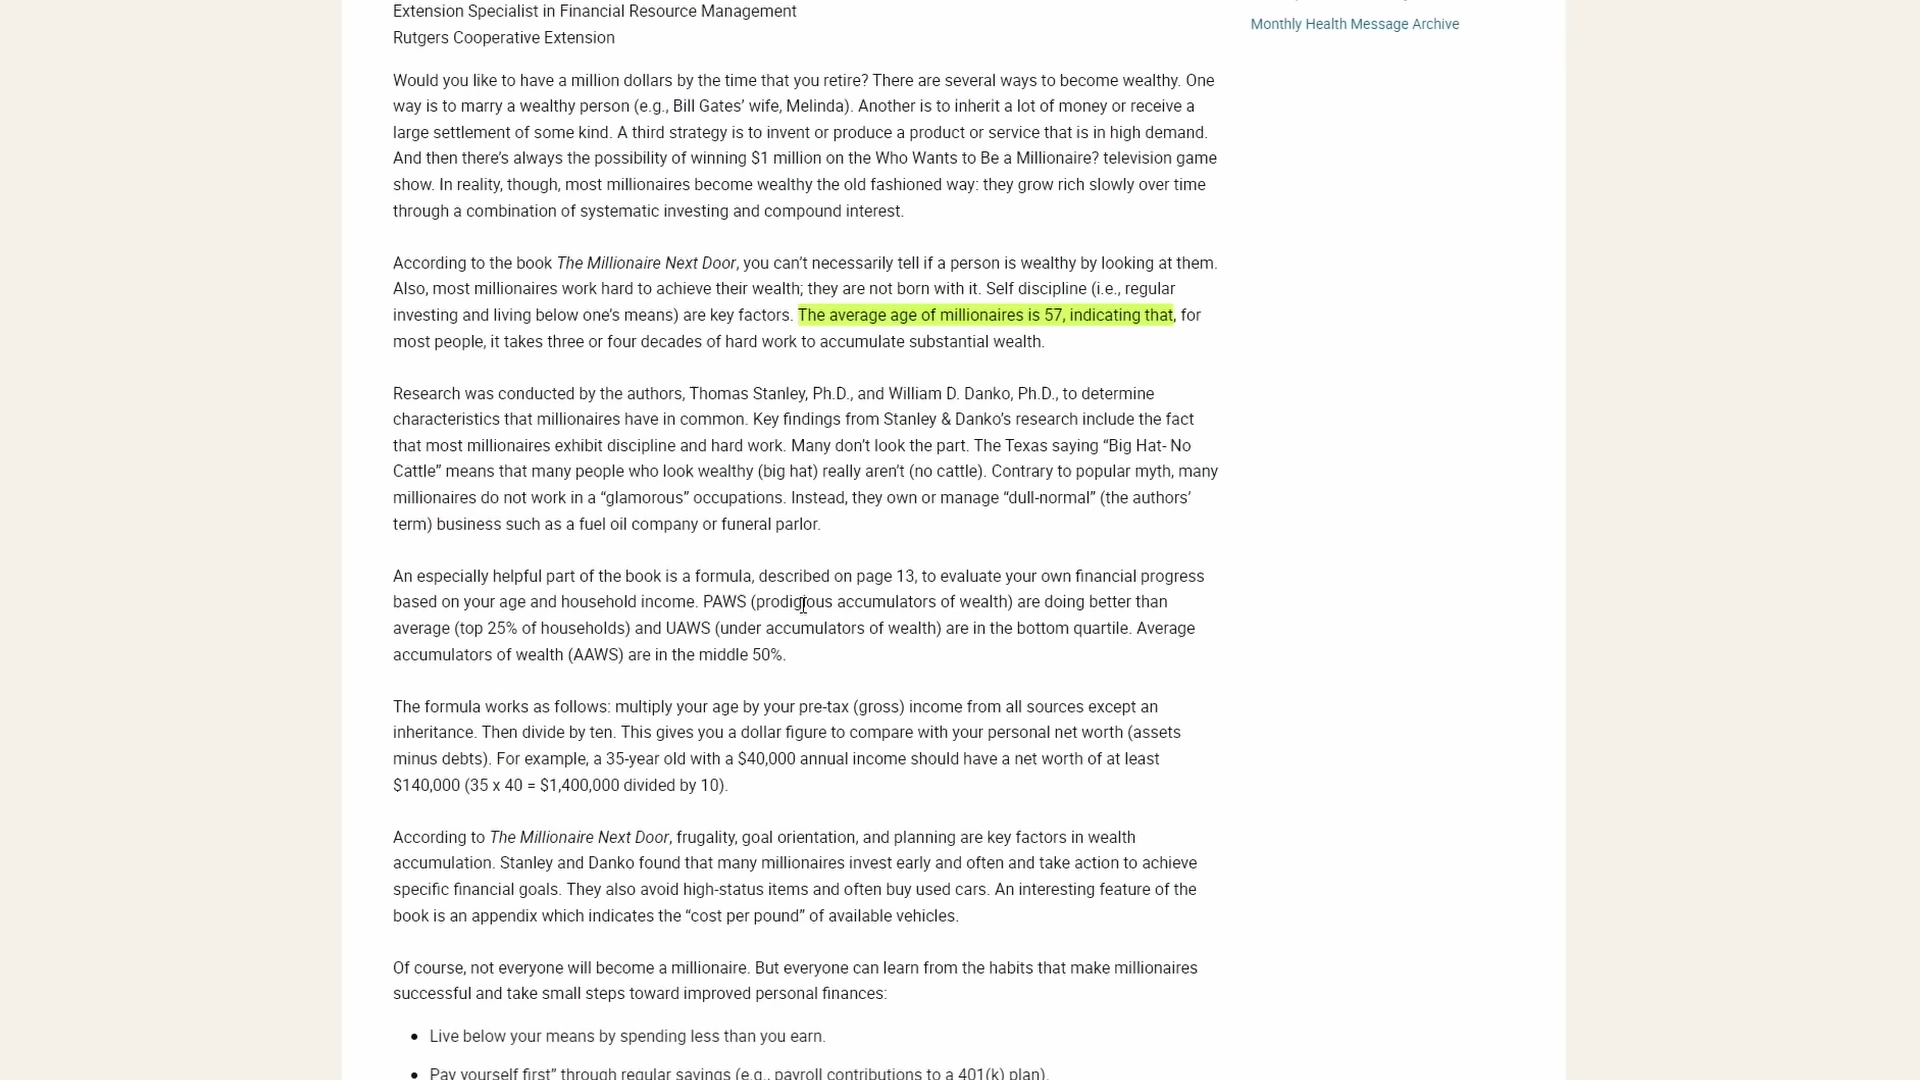 Extension Specialist in Financial Resource Management
Rutgers Cooperative Extension
Monthly Health Message Archive
Would you like to have a million dollars by the time that you retire? There are several ways to become wealthy. One
way is to marry a wealthy person (e.g., Bill Gates’ wife, Melinda). Another is to inherit a lot of money or receive a
large settlement of some kind. A third strategy is to invent or produce a product or service that is in high demand.
And then there’s always the possibility of winning $1 million on the Who Wants to Be a Millionaire? television game
show. In reality, though, most millionaires become wealthy the old fashioned way: they grow rich slowly over time
through a combination of systematic investing and compound interest.
According to the book The Millionaire Next Door, you can’t necessarily tell if a person is wealthy by looking at them.
Also, most millionaires work hard to achieve their wealth; they are not born with it. Self discipline (i.e., regular
investing and living below one’s means) are key factors. The average age of millionaires is 57, indicating that, for
most people, it takes three or four decades of hard work to accumulate substantial wealth.
Research was conducted by the authors, Thomas Stanley, Ph.D., and William D. Danko, Ph.D., to determine
characteristics that millionaires have in common. Key findings from Stanley & Danko’s research include the fact
that most millionaires exhibit discipline and hard work. Many don’t look the part. The Texas saying “Big Hat- No
Cattle” means that many people who look wealthy (big hat) really aren’t (no cattle). Contrary to popular myth, many
millionaires do not work in a “glamorous” occupations. Instead, they own or manage “dull-normal” (the authors’
term) business such as a fuel oil company or funeral parlor.
An especially helpful part of the book is a formula, described on page 13, to evaluate your own financial progress
based on your age and household income. PAWS (prodigious accumulators of wealth) are doing better than
average (top 25% of households) and UAWS (under accumulators of wealth) are in the bottom quartile. Average
accumulators of wealth (AAWS) are in the middle 50%.
The formula works as follows: multiply your age by your pre-tax (gross) income from all sources except an
inheritance. Then divide by ten. This gives you a dollar figure to compare with your personal net worth (assets
minus debts). For example, a 35-year old with a $40,000 annual income should have a net worth of at least
$140,000 (35 x 40 = $1,400,000 divided by 10).
According to The Millionaire Next Door, frugality, goal orientation, and planning are key factors in wealth
accumulation. Stanley and Danko found that many millionaires invest early and often and take action to achieve
specific financial goals. They also avoid high-status items and often buy used cars. An interesting feature of the
book is an appendix which indicates the “cost per pound” of available vehicles.
Of course, not everyone will become a millionaire. But everyone can learn from the habits that make millionaires
successful and take small steps toward improved personal finances:
• Live below your means by spending less than you earn.
• Pay yourself first” through regular savings (e.g., payroll contributions to a 401(k) plan).